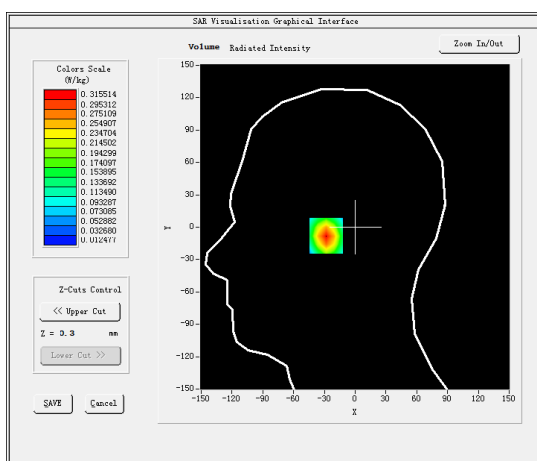 SAR Visualisation Graphical Interface
Volume Radiated Intensity
Zoom In/Out
Colors Scale
(W/kg)
0.315514
0.295312
0.275109
0.254907
0.234704
0.214502
0.194299
0.174097
0.153895
0.133692
0.113490
0.093287
0.073085
0.052882
0.032680
0.012477
Z-Cuts Control
<< Upper Cut
Z = 3.3 mm
Lower Cut >>
SAVE
Cancel
150
120
90
60
30
0
-30
-60
-90
-120
-150
Y
-150 -120 -90 -60 -30 0 30 60 90 120 150
X